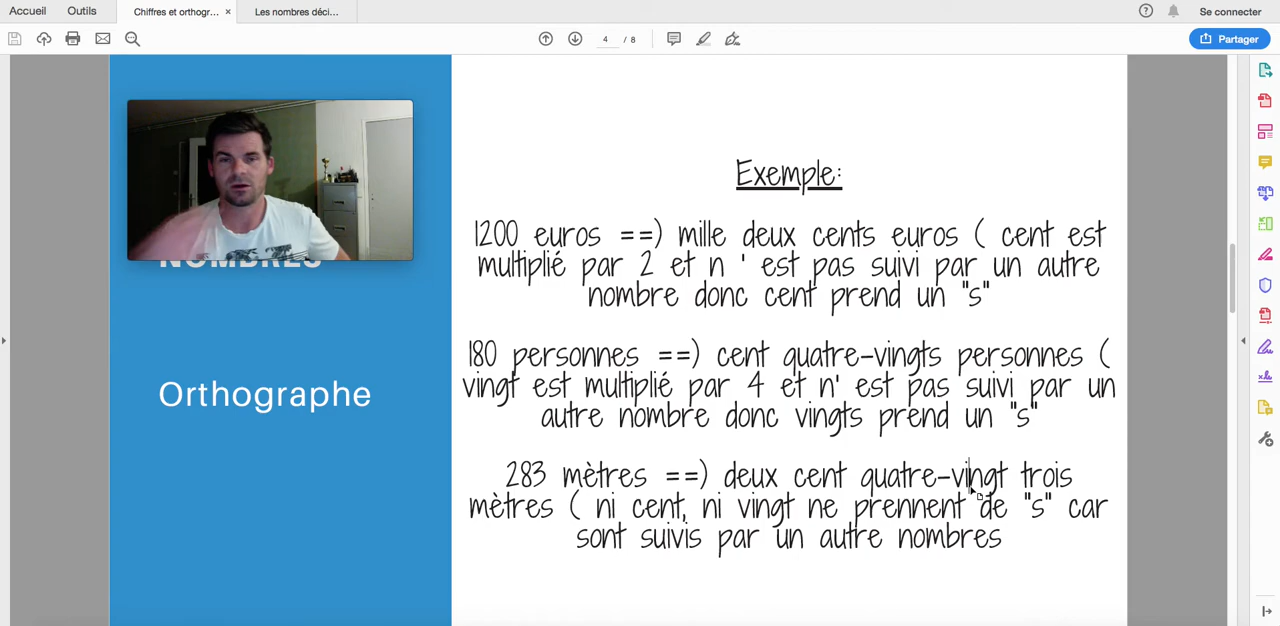 Accueil Outils Chiffres et orthogr... × Les nombres déci... Se connecter
4 / 8 Partager
Orthographe
Exemple:
1200 euros ==) mille deux cents euros ( cent est
multiplié par 2 et n ' est pas suivi par un autre
nombre donc cent prend un "s"
180 personnes ==) cent quatre-vingts personnes (
vingt est multiplié par 4 et n' est pas suivi par un
autre nombre donc vingts prend un "s"
283 mètres ==) deux cent quatre-vingt trois
mètres ( ni cent, ni vingt ne prennent de "s" car
sont suivis par un autre nombres